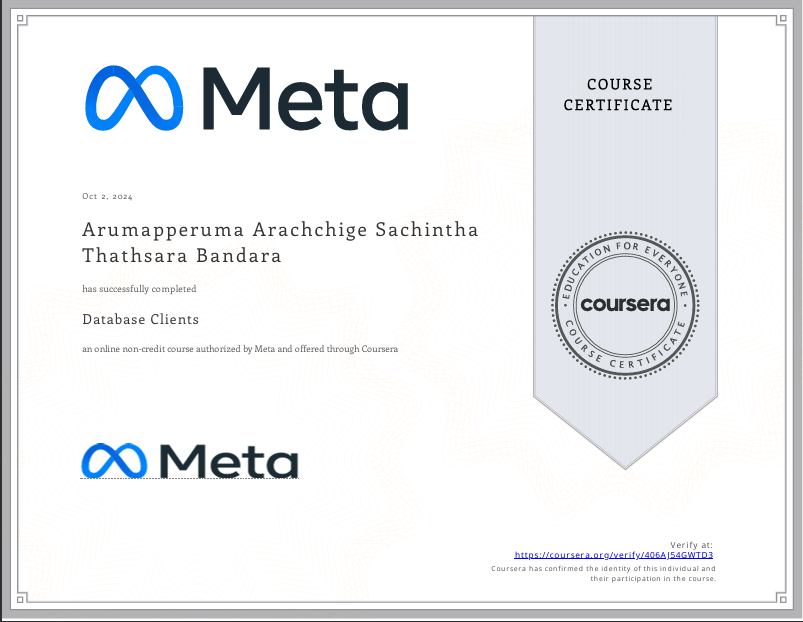 Meta
COURSE
CERTIFICATE
Oct 2, 2024
Arumapperuma Arachchige Sachintha
Thathsara Bandara
has successfully completed
Database Clients
an online non-credit course authorized by Meta and offered through Coursera
EDUCATION FOR EVERYONE
coursera
COURSE CERTIFICATE
Meta
Verify at:
https://coursera.org/verify/406AJ54GWTD3
Coursera has confirmed the identity of this individual and
their participation in the course.